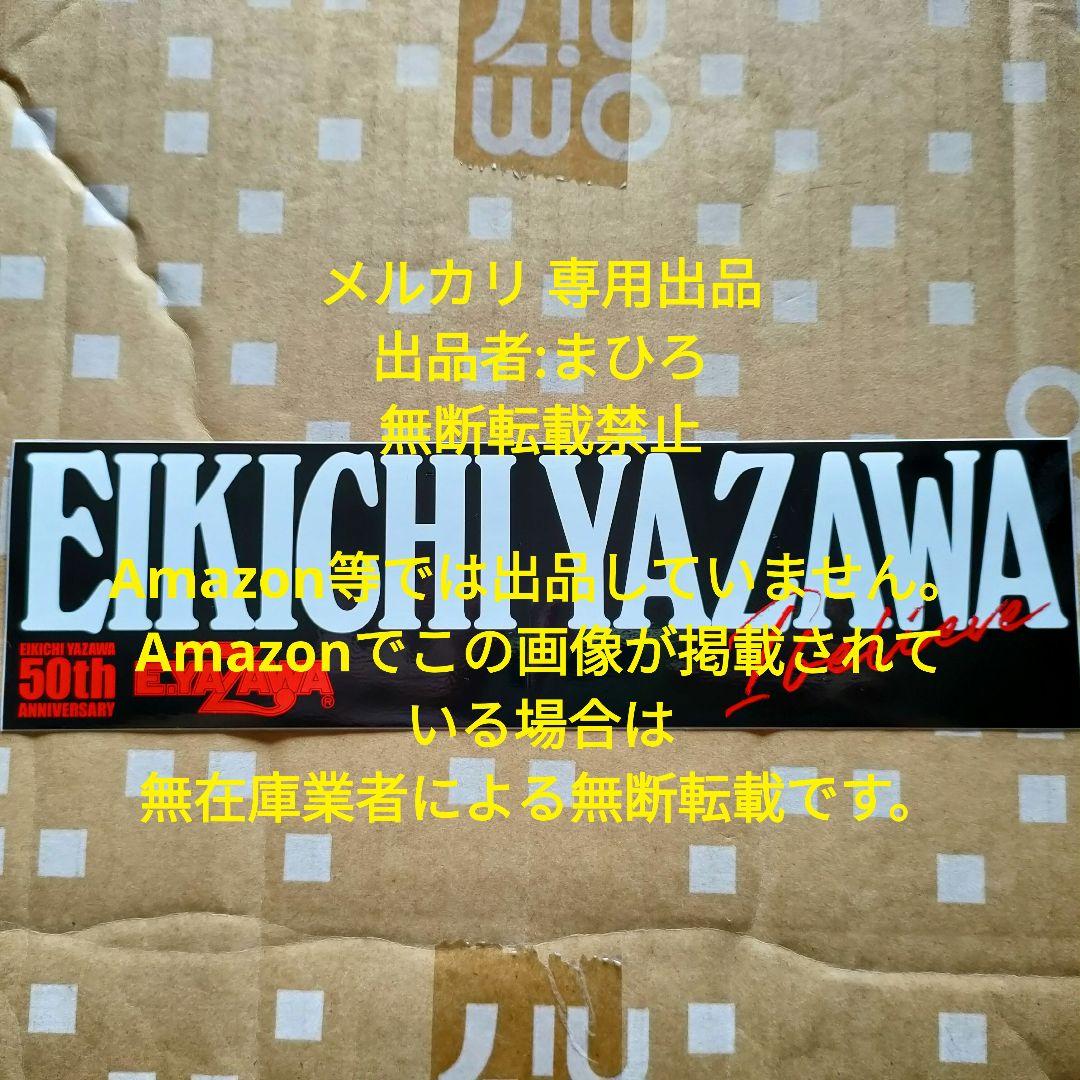 メルカリ 専用出品
出品者:まひろ
無断転載禁止
EIKICHI YAZAWA
Amazon等では出品していません。
I believe
EIKICHI YAZAWA
50th
ANNIVERSARY
E.YAZAWA®
Amazonでこの画像が掲載されて
いる場合は
無在庫業者による無断転載です。